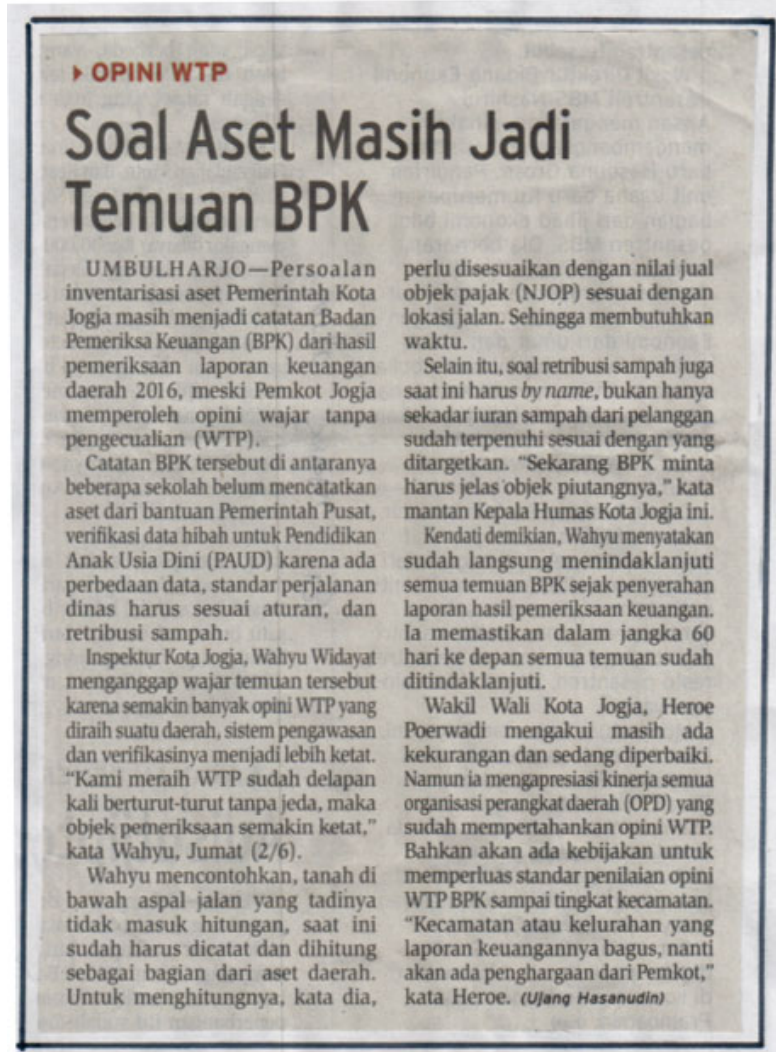 OPINI WTP
Soal Aset Masih Jadi
Temuan BPK
UMBULHARJO—Persoalan
inventarisasi aset Pemerintah Kota
Jogja masih menjadi catatan Badan
Pemeriksa Keuangan (BPK) dari hasil
pemeriksaan laporan keuangan
daerah 2016, meski Pemkot Jogja
memperoleh opini wajar tanpa
pengecualian (WTP).
Catatan BPK tersebut di antaranya
beberapa sekolah belum mencatatkan
aset dari bantuan Pemerintah Pusat,
verifikasi data hibah untuk Pendidikan
Anak Usia Dini (PAUD) karena ada
perbedaan data, standar perjalanan
dinas harus sesuai aturan, dan
retribusi sampah.
Inspektur Kota Jogja, Wahyu Widayat
menganggap wajar temuan tersebut
karena semakin banyak opini WTP yang
diraih suatu daerah, sistem pengawasan
dan verifikasinya menjadi lebih ketat.
“Kami meraih WTP sudah delapan
kali berturut-turut tanpa jeda, maka
objek pemeriksaan semakin ketat,”
kata Wahyu, Jumat (2/6).
Wahyu mencontohkan, tanah di
bawah aspal jalan yang tadinya
tidak masuk hitungan, saat ini
sudah harus dicatat dan dihitung
sebagai bagian dari aset daerah.
Untuk menghitungnya, kata dia,
perlu disesuaikan dengan nilai jual
objek pajak (NJOP) sesuai dengan
lokasi jalan. Sehingga membutuhkan
waktu.
Selain itu, soal retribusi sampah juga
saat ini harus by name, bukan hanya
sekadar iuran sampah dari pelanggan
sudah terpenuhi sesuai dengan yang
ditargetkan. “Sekarang BPK minta
harus jelas objek piutangnya,” kata
mantan Kepala Humas Kota Jogja ini.
Kendati demikian, Wahyu menyatakan
sudah langsung menindaklanjuti
semua temuan BPK sejak penyerahan
laporan hasil pemeriksaan keuangan.
Ia memastikan dalam jangka 60
hari ke depan semua temuan sudah
ditindaklanjuti.
Wakil Wali Kota Jogja, Heroe
Poerwadi mengakui masih ada
kekurangan dan sedang diperbaiki.
Namun ia mengapresiasi kinerja semua
organisasi perangkat daerah (OPD) yang
sudah mempertahankan opini WTP.
Bahkan akan ada kebijakan untuk
memperluas standar penilaian opini
WTP BPK sampai tingkat kecamatan.
“Kecamatan atau kelurahan yang
laporan keuangannya bagus, nanti
akan ada penghargaan dari Pemkot,”
kata Heroe. (Ujang Hasanudin)